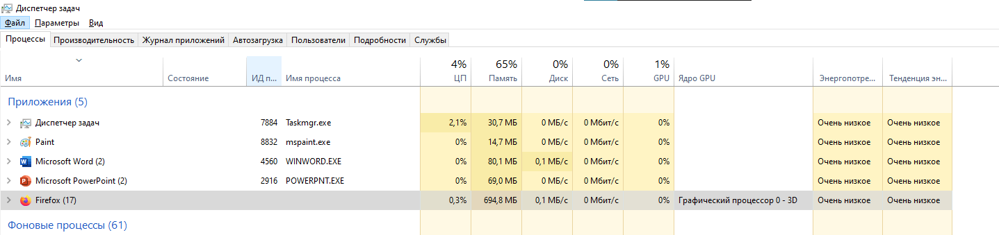 Диспетчер задач
Файл Параметры Вид
Процессы Производительность Журнал приложений Автозагрузка Пользователи Подробности Службы
4% 65% 0% 0% 1%
Имя Состояние ИД п... Имя процесса ЦП Память Диск Сеть GPU Ядро GPU Энергопотре... Тенденция эн...
Приложения (5)
Диспетчер задач 7884 Taskmgr.exe 2,1% 30,7 МБ 0 МБ/с 0 Мбит/с 0% Очень низкое Очень низкое
Paint 8832 mspaint.exe 0% 14,7 МБ 0 МБ/с 0 Мбит/с 0% Очень низкое Очень низкое
Microsoft Word (2) 4560 WINWORD.EXE 0% 80,1 МБ 0,1 МБ/с 0 Мбит/с 0% Очень низкое Очень низкое
Microsoft PowerPoint (2) 2916 POWERPNT.EXE 0% 69,0 МБ 0 МБ/с 0 Мбит/с 0% Очень низкое Очень низкое
Firefox (17) 0,3% 694,8 МБ 0,1 МБ/с 0 Мбит/с 0% Графический процессор 0 - 3D Очень низкое Очень низкое
Фоновые процессы (61)